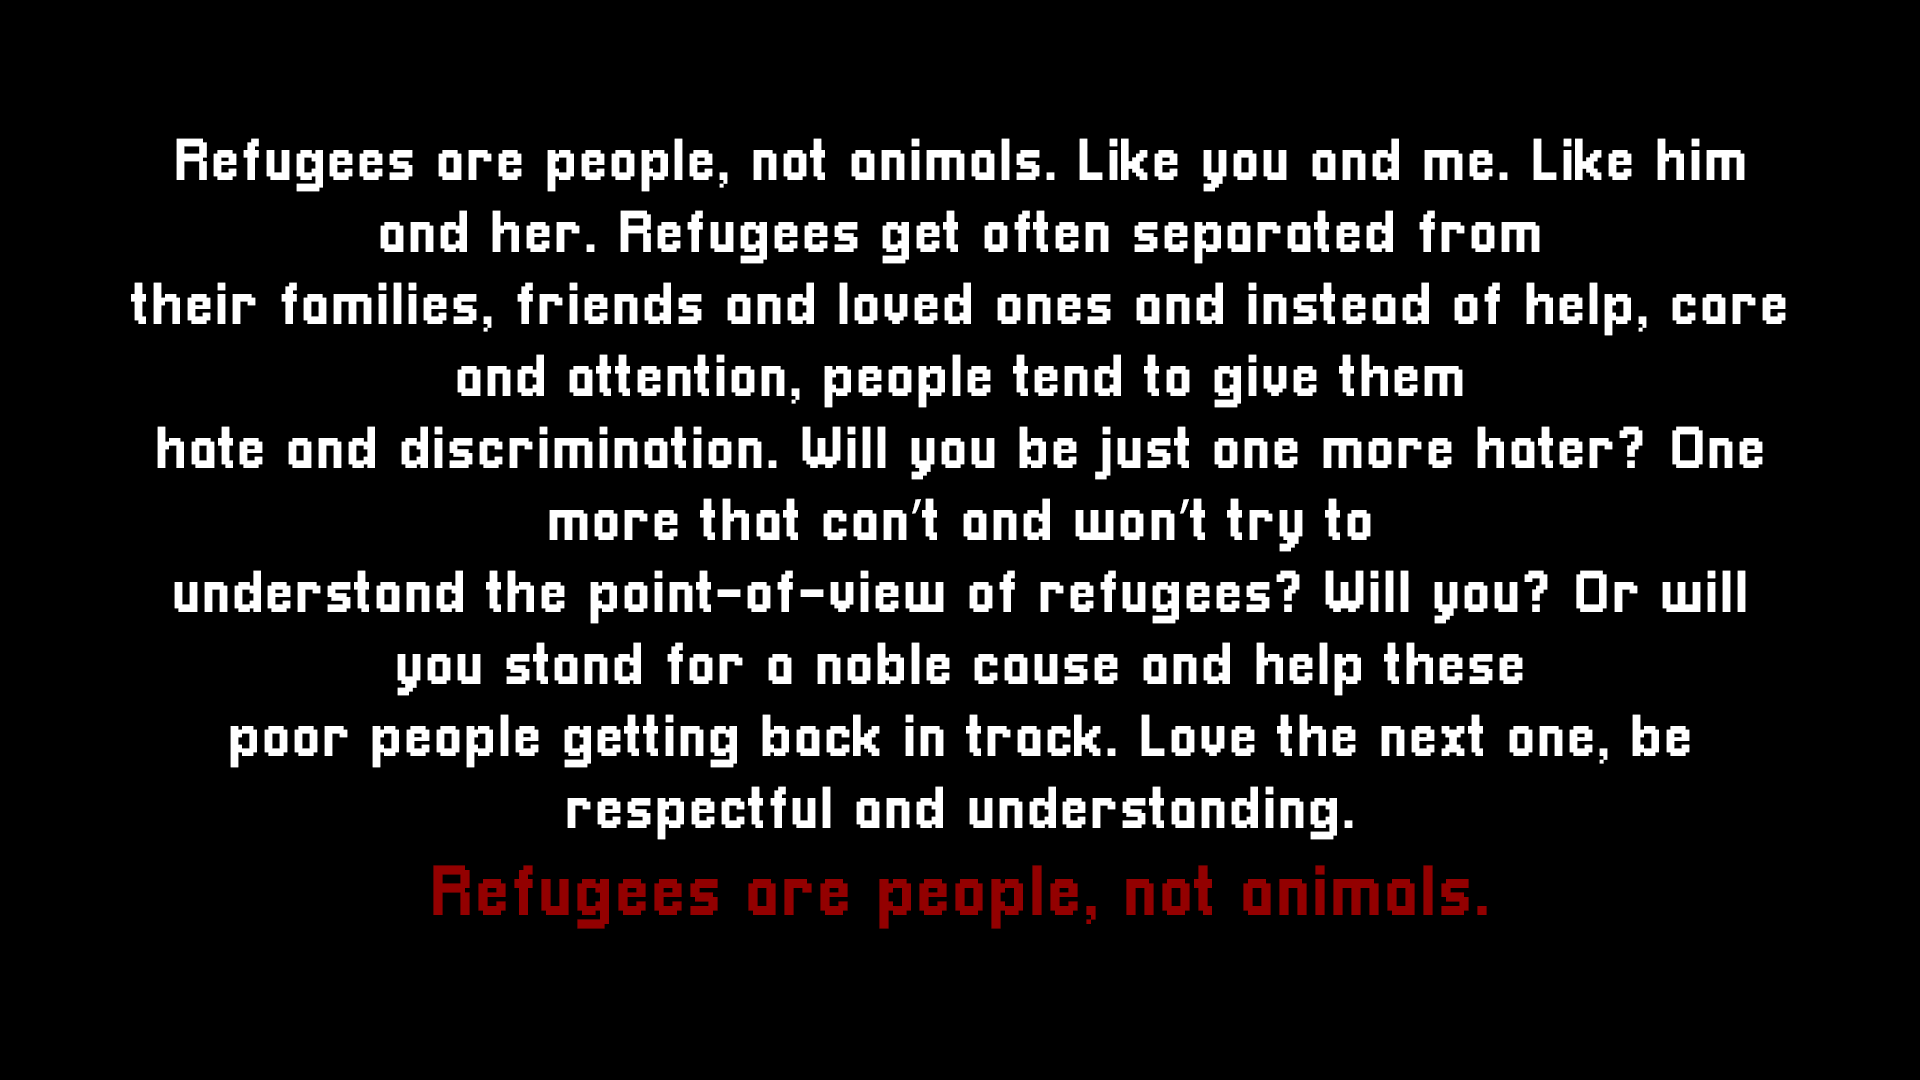 Refugees are people, not animals. Like you and me. Like him
and her. Refugees get often separated from
their families, friends and loved ones and instead of help, care
and attention, people tend to give them
hate and discrimination. Will you be just one more hater? One
more that can't and won't try to
understand the point-of-view of refugees? Will you? Or will
you stand for a noble cause and help these
poor people getting back in track. Love the next one, be
respectful and understanding.
Refugees are people, not animals.